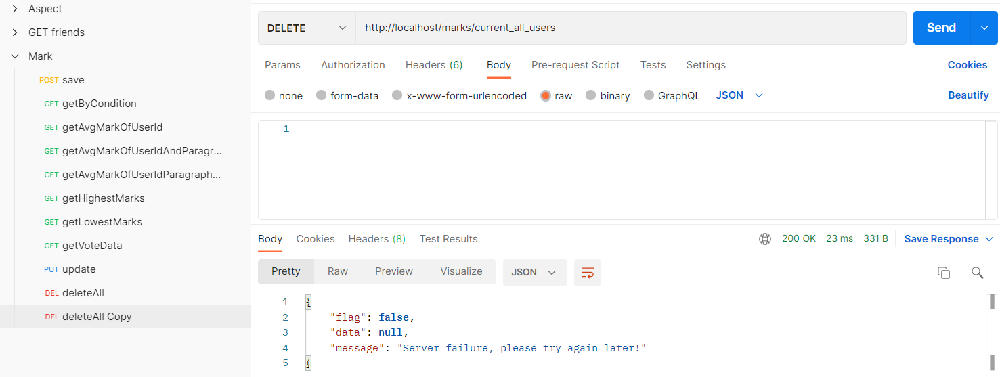 Aspect
GET friends
Mark
POST save
GET getByCondition
GET getAvgMarkOfUserId
GET getAvgMarkOfUserIdAndParagr...
GET getAvgMarkOfUserIdParagraph...
GET getHighestMarks
GET getLowestMarks
GET getVoteData
PUT update
DEL deleteAll
DEL deleteAll Copy
DELETE http://localhost/marks/current_all_users Send
Params Authorization Headers (6) Body Pre-request Script Tests Settings Cookies
none form-data x-www-form-urlencoded raw binary GraphQL JSON Beautify
1
Body Cookies Headers (8) Test Results 200 OK 23 ms 331 B Save Response
Pretty Raw Preview Visualize JSON
1 {
2 "flag": false,
3 "data": null,
4 "message": "Server failure, please try again later!"
5 }